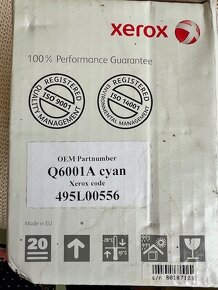 xerox
100% Performance Guarantee
REGISTERED
ISO 9001
QUALITY MANAGEMENT
REGISTERED
ISO 14001
ENVIRONMENTAL MANAGEMENT
OEM Partnumber
Q6001A cyan
Xerox code
495L00556
Made in EU
20